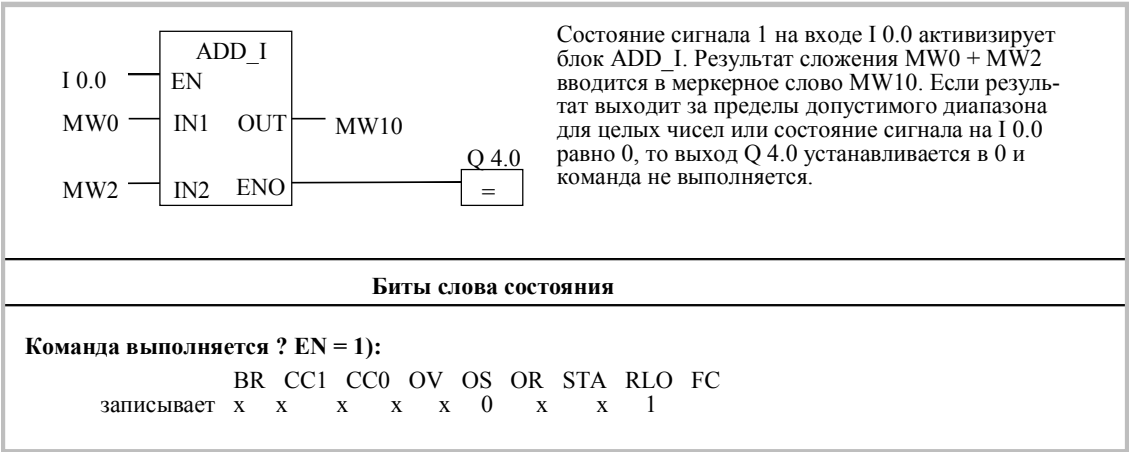 ADD_I
I 0.0 EN
MW0 IN1 OUT MW10
Q 4.0
MW2 IN2 ENO =
Состояние сигнала 1 на входе I 0.0 активизирует
блок ADD_I. Результат сложения MW0 + MW2
вводится в меркерное слово MW10. Если резуль-
тат выходит за пределы допустимого диапазона
для целых чисел или состояние сигнала на I 0.0
равно 0, то выход Q 4.0 устанавливается в 0 и
команда не выполняется.
Биты слова состояния
Команда выполняется ? EN = 1):
BR CC1 CC0 OV OS OR STA RLO FC
записывает x x x x x 0 x x 1